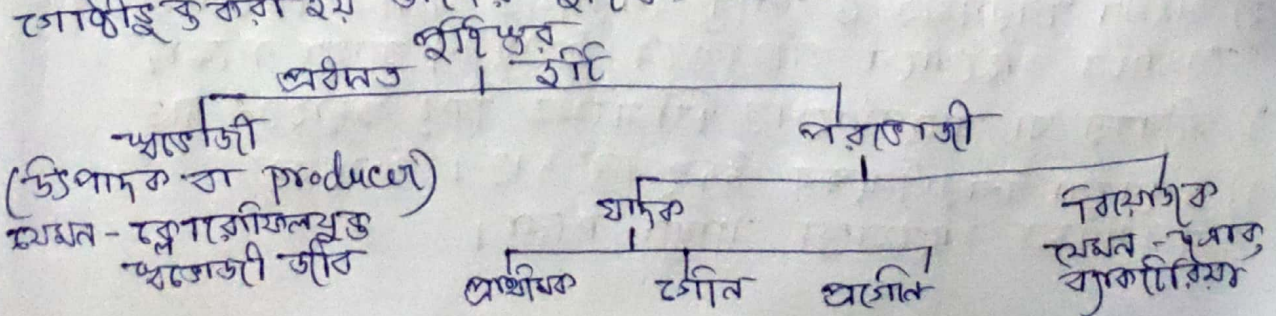 গোষ্ঠীভুক্ত করা হয়
পুষ্টিস্তর
প্রধানত দুটি
স্বভোজী
পরভোজী
(উৎপাদক বা producer)
যেমন - ক্লোরোফিলযুক্ত
স্বভোজী জীব
খাদক
বিয়োজক
যেমন - ছত্রাক
ব্যাকটেরিয়া
প্রাথমিক গৌন প্রগৌন